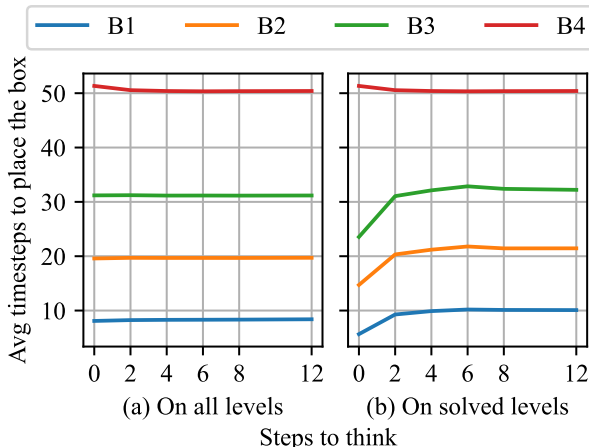 B1 B2 B3 B4
Avg timesteps to place the box
50
40
30
20
10
0 2 4 6 8 12
0 2 4 6 8 12
(a) On all levels
(b) On solved levels
Steps to think